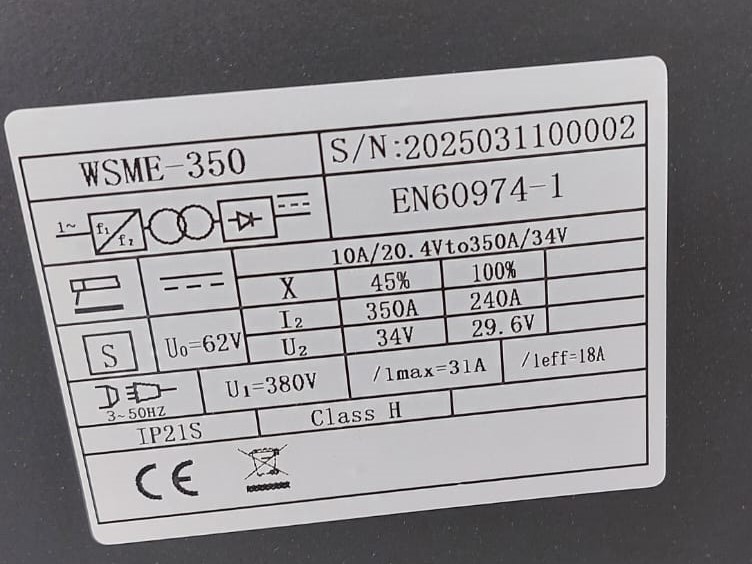 WSME-350
S/N:2025031100002
1~ f₁ f₂
EN60974-1
10A/20.4Vto350A/34V
X 45% 100%
I₂ 350A 240A
S U₀=62V U₂ 34V 29.6V
3~50HZ U₁=380V /1max=31A /1eff=18A
IP21S Class H
CE